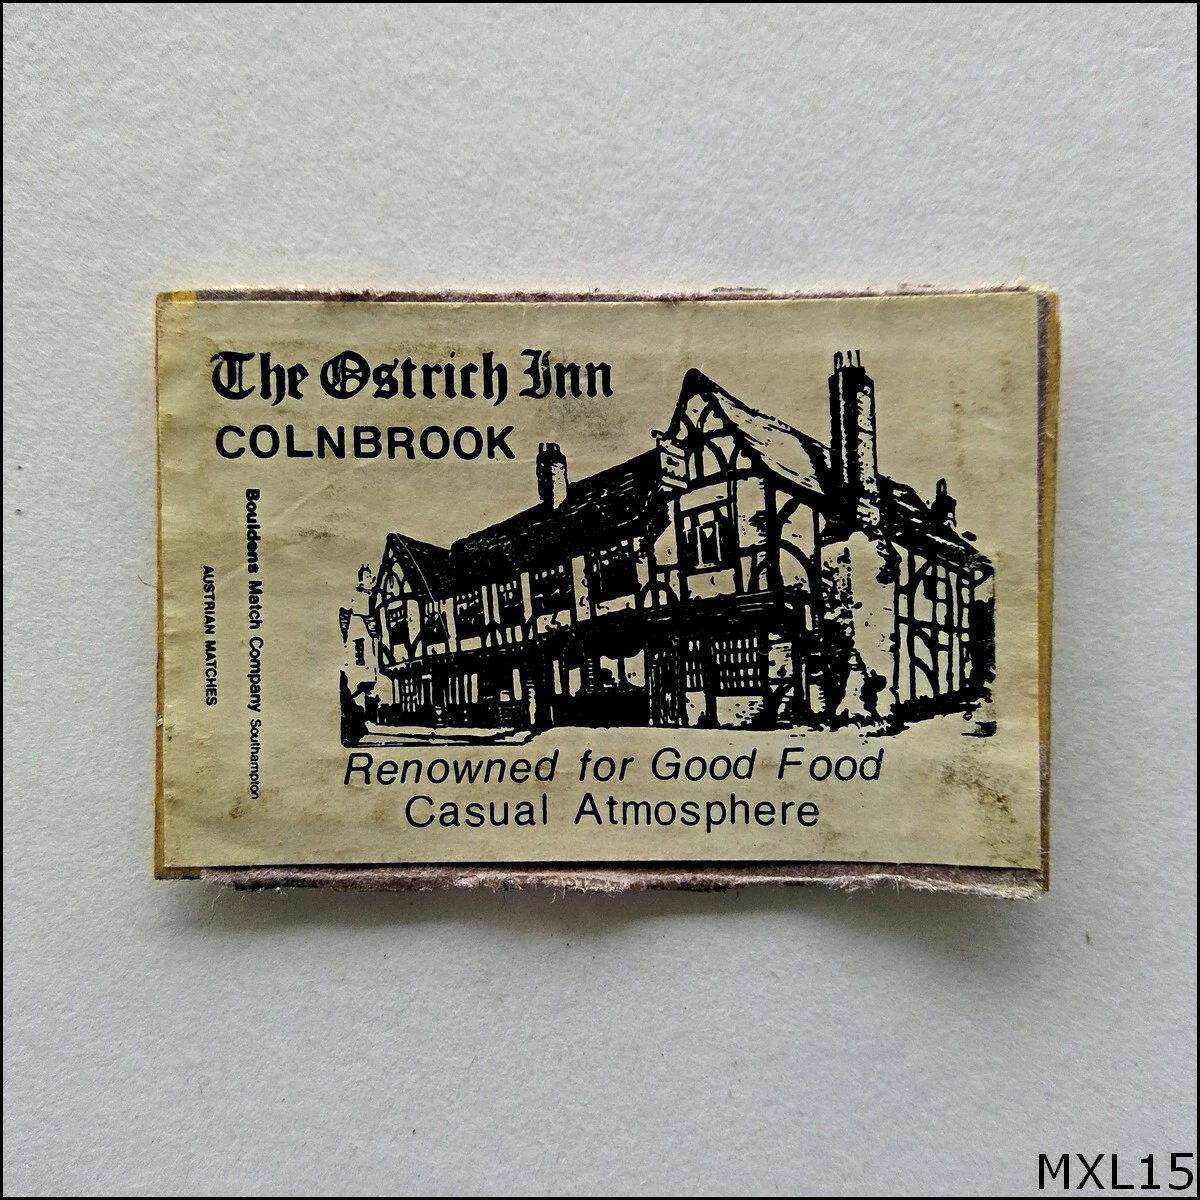 The Ostrich Inn
COLNBROOK
Bouldens Match Company Southampton
AUSTRIAN MATCHES
Renowned for Good Food
Casual Atmosphere
MXL15